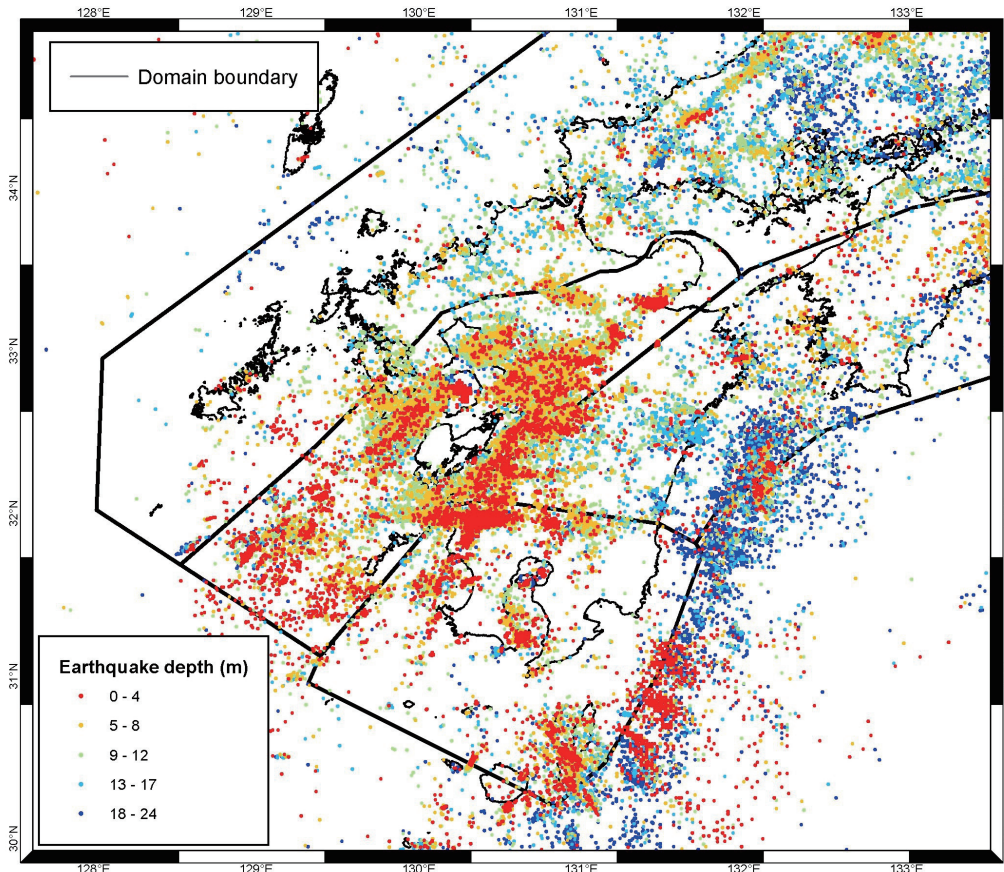 128°E 129°E 130°E 131°E 132°E 133°E
Domain boundary
34°N
33°N
32°N
31°N
30°N
Earthquake depth (m)
0 - 4
5 - 8
9 - 12
13 - 17
18 - 24
128°E 129°E 130°E 131°E 132°E 133°E